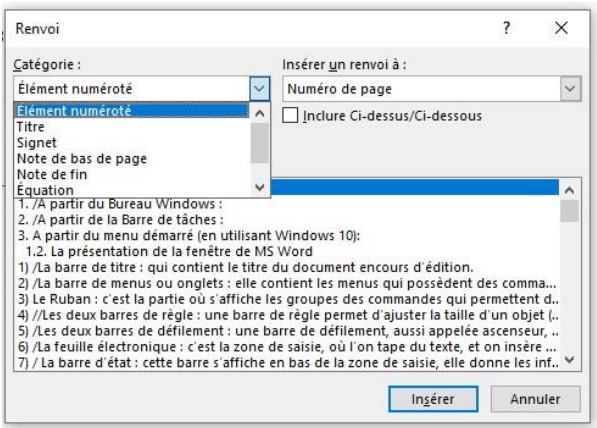 Renvoi ? ×
Catégorie :
Insérer un renvoi à :
Élément numéroté
Numéro de page
Élément numéroté
Titre
Signet
Note de bas de page
Note de fin
Équation
Inclure Ci-dessus/Ci-dessous
1. /A partir du Bureau Windows :
2. /A partir de la Barre de tâches :
3. A partir du menu démarré (en utilisant Windows 10):
1.2. La présentation de la fenêtre de MS Word
1) /La barre de titre : qui contient le titre du document encours d'édition.
2) /La barre de menus ou onglets : elle contient les menus qui possèdent des comma...
3) Le Ruban : c'est la partie où s'affiche les groupes des commandes qui permettent d...
4) //Les deux barres de règle : une barre de règle permet d'ajuster la taille d'un objet (...
5) /Les deux barres de défilement : une barre de défilement, aussi appelée ascenseur, ...
6) /La feuille électronique : c'est la zone de saisie, où l'on tape du texte, et on insère ...
7) / La barre d'état : cette barre s'affiche en bas de la zone de saisie, elle donne les inf...
Insérer
Annuler